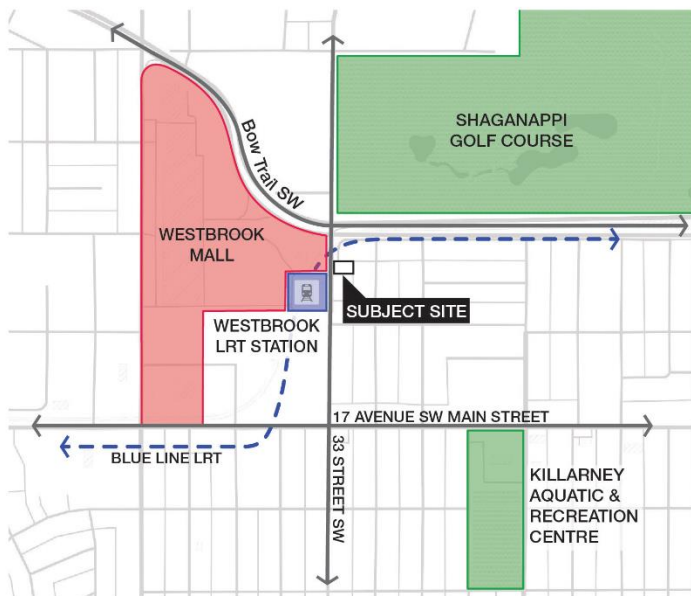 SHAGANAPPI
GOLF COURSE
Bow Trail SW
WESTBROOK
MALL
SUBJECT SITE
WESTBROOK
LRT STATION
17 AVENUE SW MAIN STREET
BLUE LINE LRT
33 STREET SW
KILLARNEY
AQUATIC &
RECREATION
CENTRE